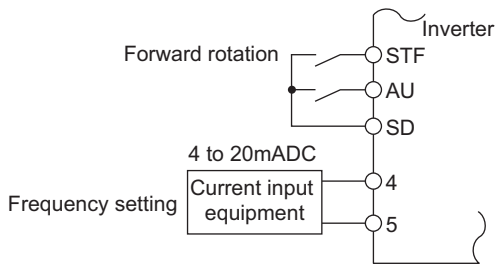 Inverter
Forward rotation
STF
AU
SD
4 to 20mADC
Frequency setting
Current input
equipment
4
5